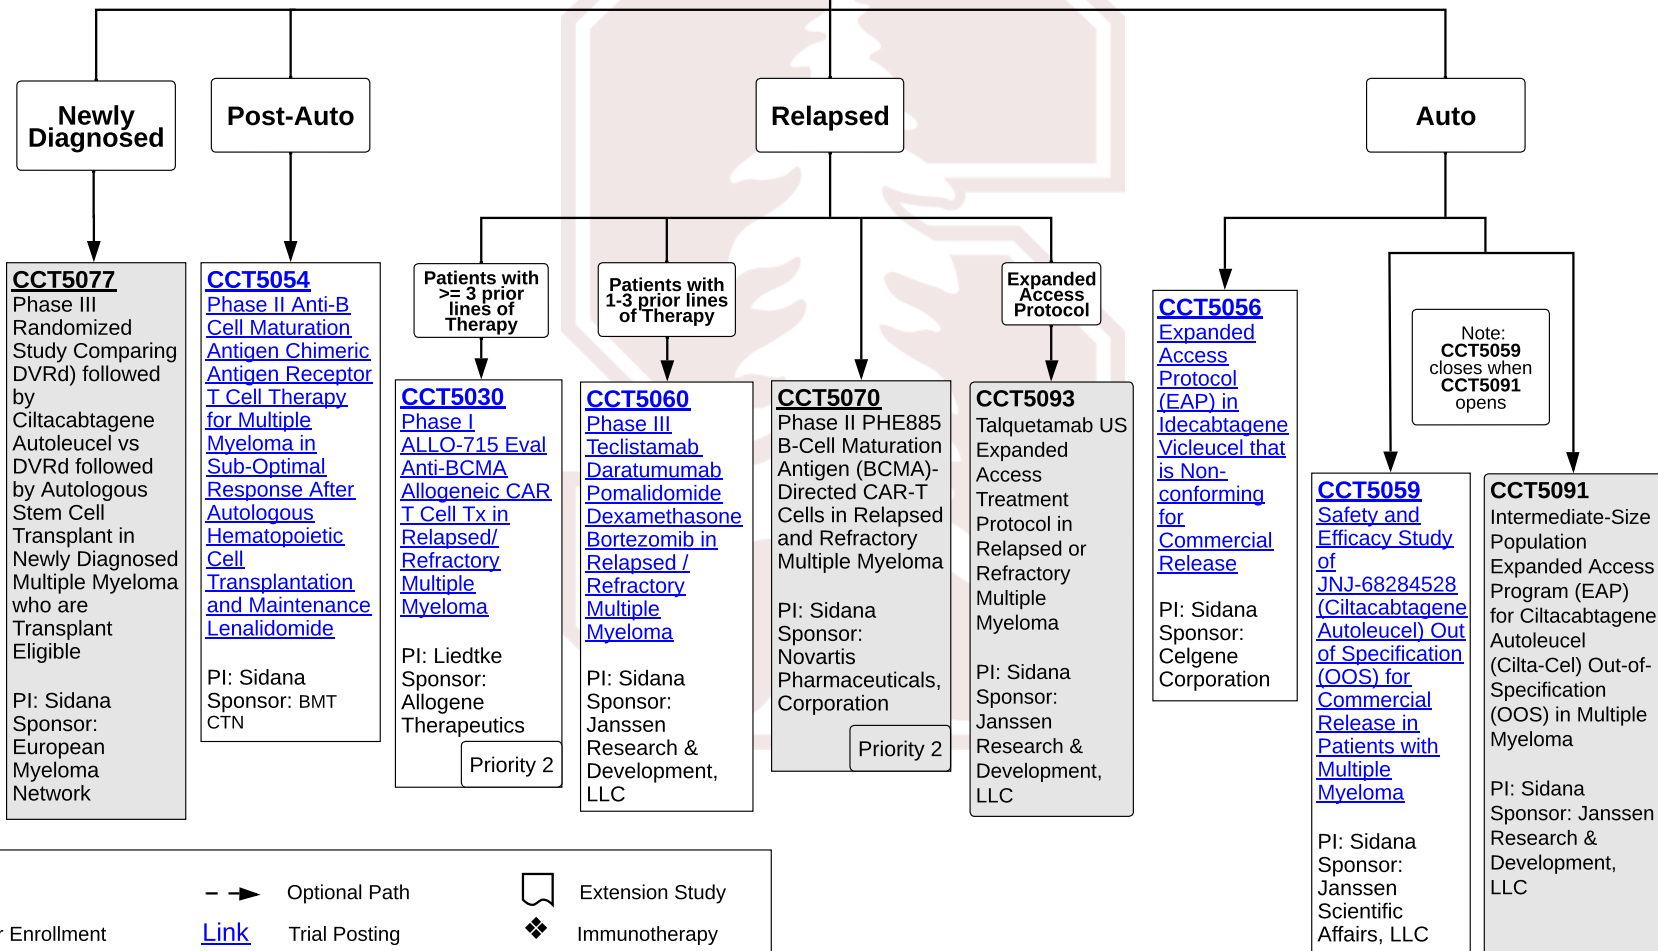 Newly
Diagnosed
Post-Auto
Relapsed
Auto
CCT5077
Phase III
Randomized
Study Comparing
DVRd) followed
by
Ciltacabtagene
Autoleucel vs
DVRd followed
by Autologous
Stem Cell
Transplant in
Newly Diagnosed
Multiple Myeloma
who are
Transplant
Eligible
PI: Sidana
Sponsor:
European
Myeloma
Network
CCT5054
Phase II Anti-B
Cell Maturation
Antigen Chimeric
Antigen Receptor
T Cell Therapy
for Multiple
Myeloma in
Sub-Optimal
Response After
Autologous
Hematopoietic
Cell
Transplantation
and Maintenance
Lenalidomide
PI: Sidana
Sponsor: BMT
CTN
Patients with
>= 3 prior
lines of
Therapy
CCT5030
Phase I
ALLO-715 Eval
Anti-BCMA
Allogeneic CAR
T Cell Tx in
Relapsed/
Refractory
Multiple
Myeloma
PI: Liedtke
Sponsor:
Allogene
Therapeutics
Priority 2
Patients with
1-3 prior lines
of Therapy
CCT5060
Phase III
Teclistamab
Daratumumab
Pomalidomide
Dexamethasone
Bortezomib in
Relapsed /
Refractory
Multiple
Myeloma
PI: Sidana
Sponsor:
Janssen
Research &
Development,
LLC
CCT5070
Phase II PHE885
B-Cell Maturation
Antigen (BCMA)-
Directed CAR-T
Cells in Relapsed
and Refractory
Multiple Myeloma
PI: Sidana
Sponsor:
Novartis
Pharmaceuticals,
Corporation
Priority 2
Expanded
Access
Protocol
CCT5093
Talquetamab US
Expanded
Access
Treatment
Protocol in
Relapsed or
Refractory
Multiple
Myeloma
PI: Sidana
Sponsor:
Janssen
Research &
Development,
LLC
CCT5056
Expanded
Access
Protocol
(EAP) in
Idecabtagene
Vicleucel that
is Non-
conforming
for
Commercial
Release
PI: Sidana
Sponsor:
Celgene
Corporation
Note:
CCT5059
closes when
CCT5091
opens
CCT5059
Safety and
Efficacy Study
of
JNJ-68284528
(Ciltacabtagene
Autoleucel) Out
of Specification
(OOS) for
Commercial
Release in
Patients with
Multiple
Myeloma
PI: Sidana
Sponsor:
Janssen
Scientific
Affairs, LLC
CCT5091
Intermediate-Size
Population
Expanded Access
Program (EAP)
for Ciltacabtagene
Autoleucel
(Cilta-Cel) Out-of-
Specification
(OOS) in Multiple
Myeloma
PI: Sidana
Sponsor: Janssen
Research &
Development,
LLC
Optional Path
Extension Study
r Enrollment
Link
Trial Posting
Immunotherapy